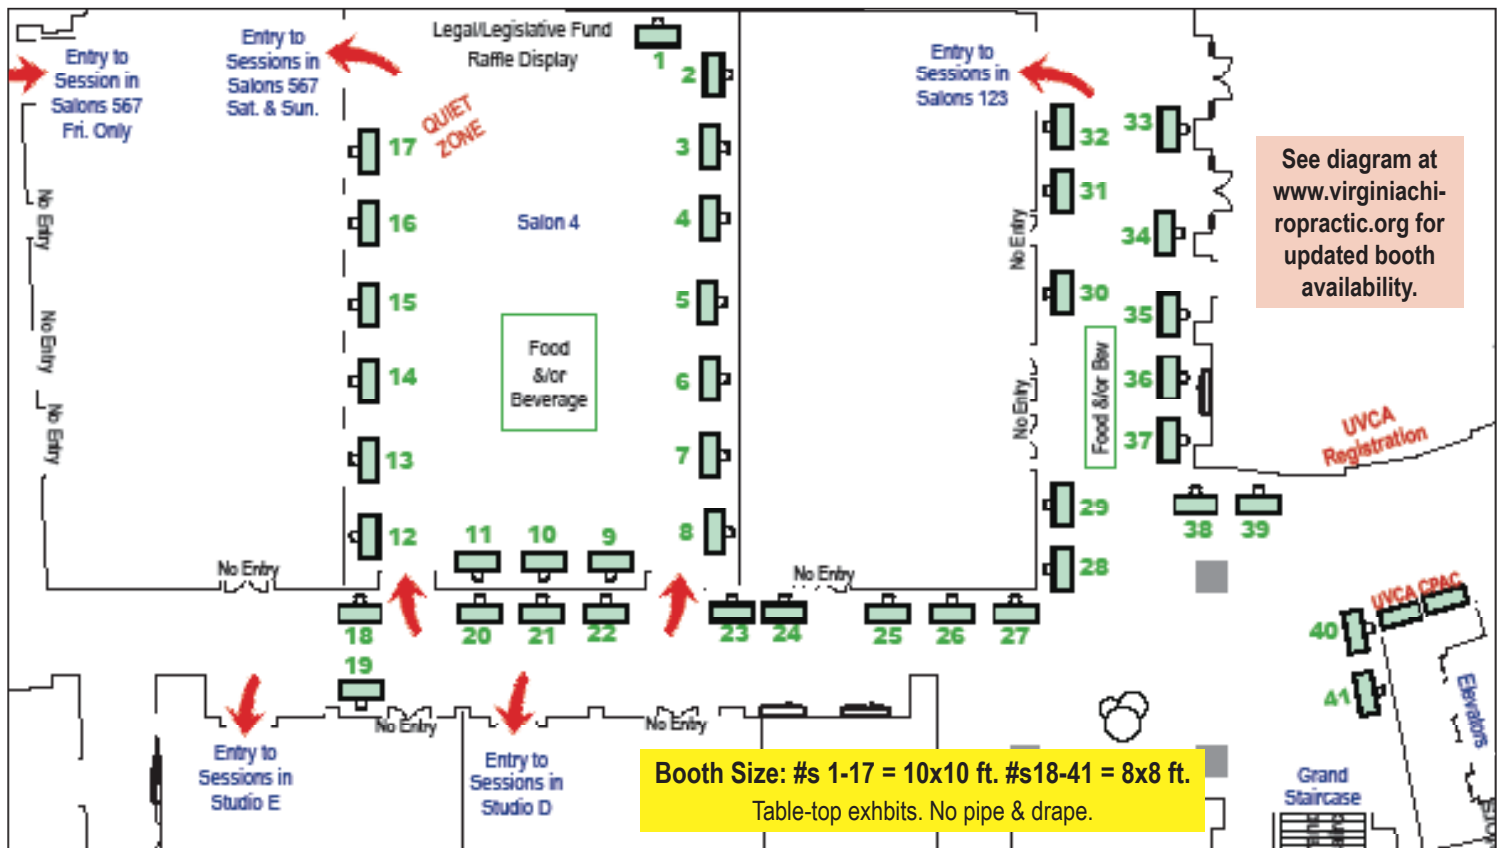 Entry to
Session in
Salons 567
Fri. Only
Entry to
Sessions in
Salons 567
Sat. & Sun.
Legal/Legislative Fund
Raffle Display
QUIET
ZONE
Entry to
Sessions in
Salons 123
See diagram at
www.virginiachi-
ropractic.org for
updated booth
availability.
1
2
3
4
5
6
7
8
9
10
11
12
13
14
15
16
17
Salon 4
Food
&/or
Beverage
No Entry
No Entry
No Entry
No Entry
No Entry
No Entry
No Entry
32
33
31
34
30
35
36
37
Food &/or Bev
29
28
38
39
UVCA
Registration
18
19
20
21
22
23
24
25
26
27
UVCA CPAC
40
41
Elevators
No Entry
No Entry
Entry to
Sessions in
Studio E
Entry to
Sessions in
Studio D
Booth Size: #s 1-17 = 10x10 ft. #s18-41 = 8x8 ft.
Table-top exhbits. No pipe & drape.
Grand
Staircase